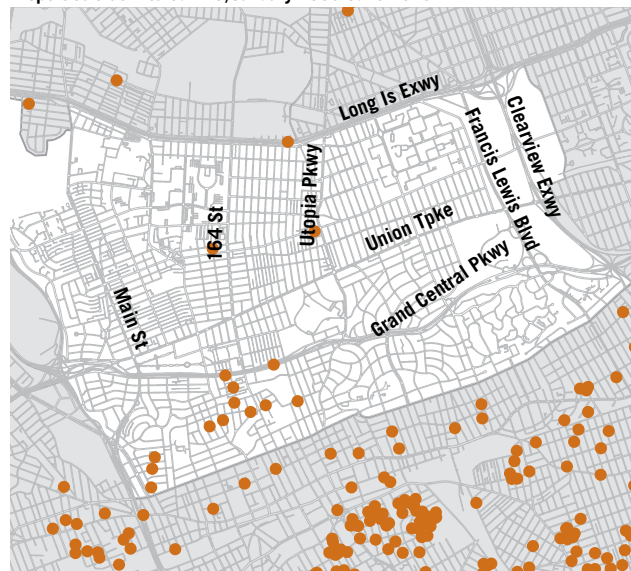 Long Is Exwy
Clearview Exwy
Francis Lewis Blvd
Utopia Pkwy
164 St
Union Tpke
Grand Central Pkwy
Main St